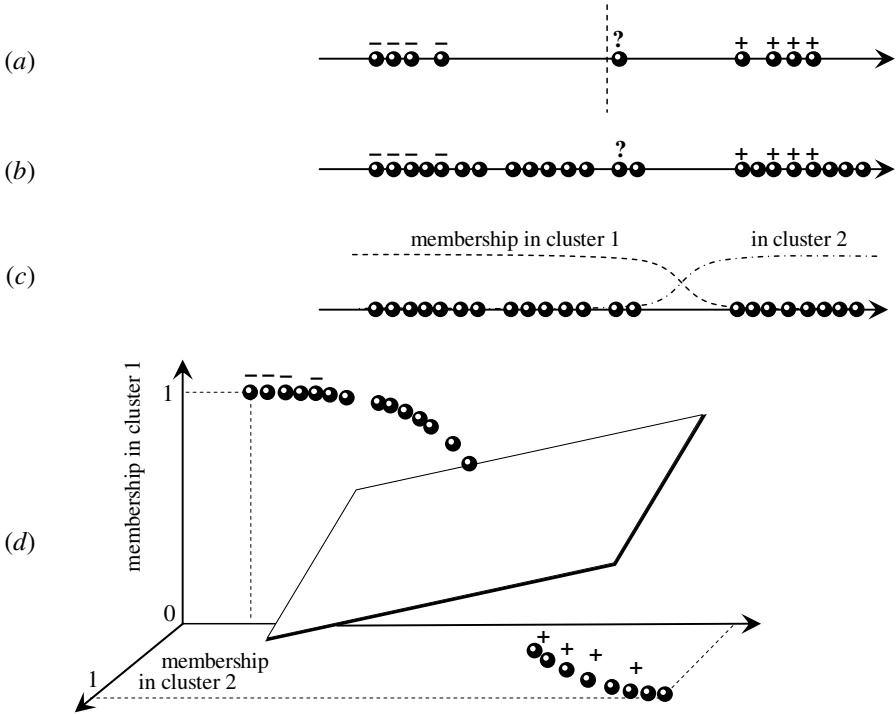 (a)
− − − −
?
+ + + +
(b)
− − − −
?
+ + + +
(c)
membership in cluster 1
in cluster 2
(d)
membership in cluster 1
1
− − − −
0
+ + + +
membership
in cluster 2
1